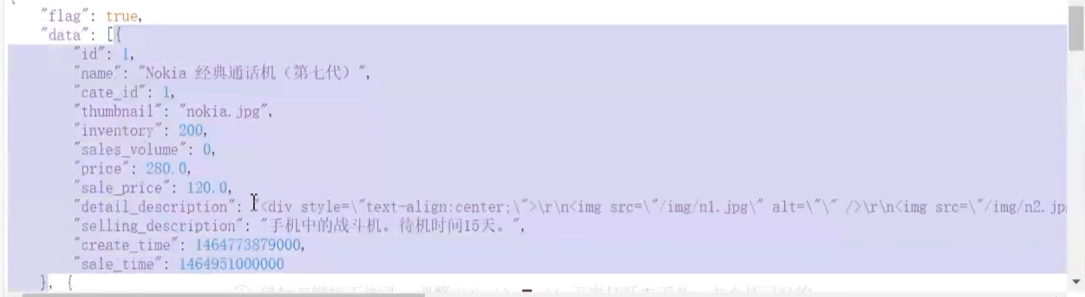 {
"flag": true,
"data": [{
"id": 1,
"name": "Nokia 经典通话机（第七代）",
"cate_id": 1,
"thumbnail": "nokia.jpg",
"inventory": 200,
"sales_volume": 0,
"price": 280.0,
"sale_price": 120.0,
"detail_description": "<div style=\"text-align:center;\">\r\n<img src=\"/img/n1.jpg\" alt=\"\" />\r\n<img src=\"/img/n2.jp
"selling_description": "手机中的战斗机。待机时间15天。",
"create_time": 1464773879000,
"sale_time": 1464951000000
}, {